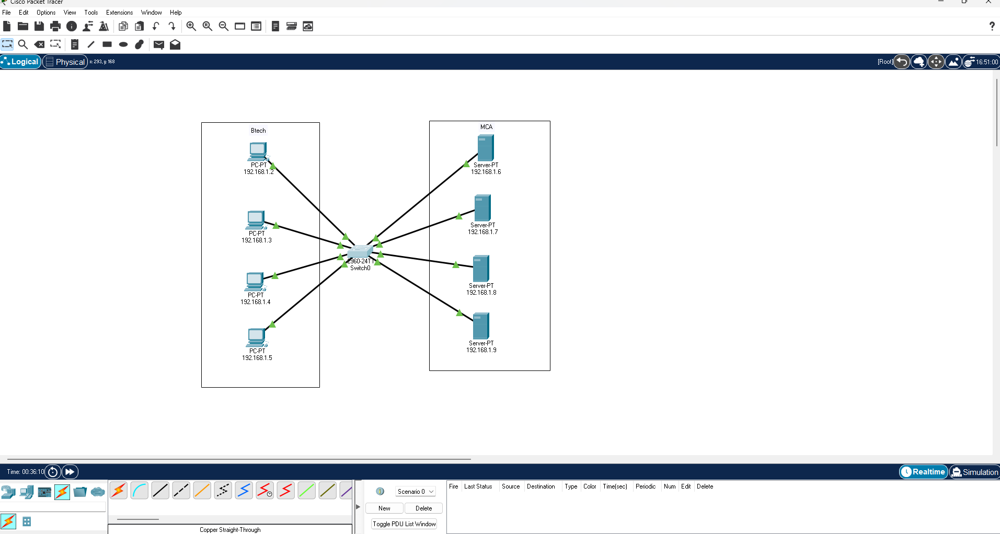 Cisco Packet Tracer
File Edit Options View Tools Extensions Window Help
?
Logical Physical x: 293, y: 168 [Root] 16:51:00
Btech
PC-PT
192.168.1.2
PC-PT
192.168.1.3
PC-PT
192.168.1.4
PC-PT
192.168.1.5
2960-24TT
Switch0
MCA
Server-PT
192.168.1.6
Server-PT
192.168.1.7
Server-PT
192.168.1.8
Server-PT
192.168.1.9
Time: 00:36:10 Realtime Simulation
Scenario 0
New Delete
Toggle PDU List Window
Fire Last Status Source Destination Type Color Time(sec) Periodic Num Edit Delete
Copper Straight-Through